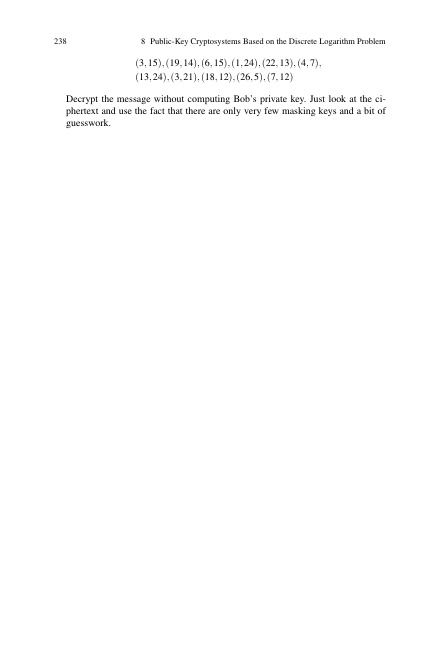 238 8 Public-Key Cryptosystems Based on the Discrete Logarithm Problem
(3,15),(19,14),(6,15),(1,24),(22,13),(4,7),
(13,24),(3,21),(18,12),(26,5),(7,12)
Decrypt the message without computing Bob's private key. Just look at the ci-
phertext and use the fact that there are only very few masking keys and a bit of
guesswork.